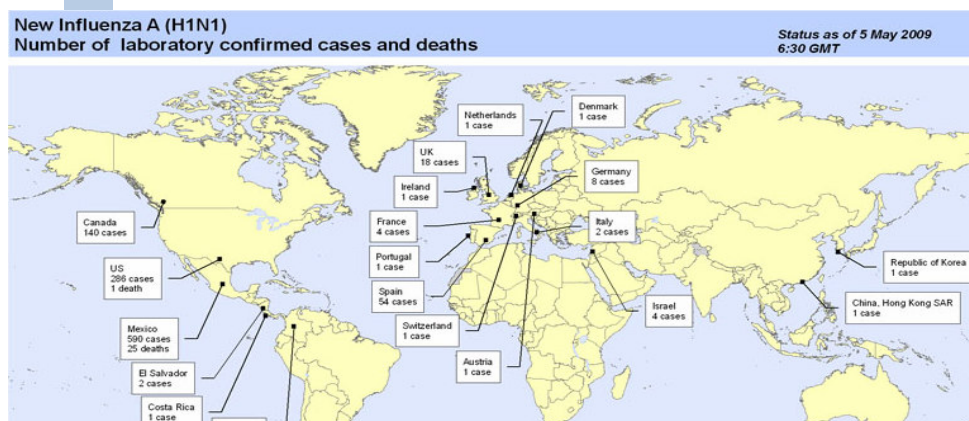 New Influenza A (H1N1)
Number of laboratory confirmed cases and deaths
Status as of 5 May 2009
6:30 GMT
Netherlands
1 case
Denmark
1 case
UK
18 cases
Germany
8 cases
Ireland
1 case
Canada
140 cases
France
4 cases
Italy
2 cases
Portugal
1 case
Republic of Korea
1 case
US
286 cases
1 death
Spain
54 cases
Israel
4 cases
China, Hong Kong SAR
1 case
Mexico
590 cases
25 deaths
Switzerland
1 case
Austria
1 case
El Salvador
2 cases
Costa Rica
1 case